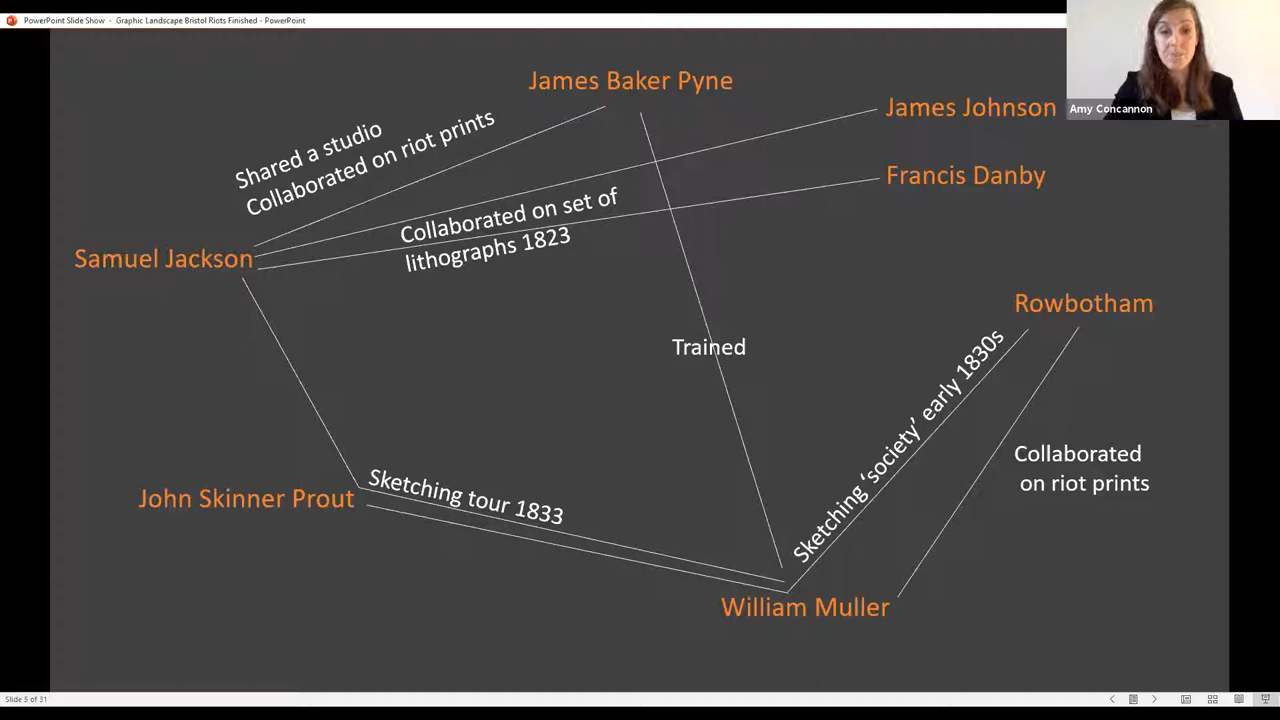 PowerPoint Slide Show - Graphic Landscape Bristol Riots Finished - PowerPoint
Amy Concannon
James Baker Pyne
James Johnson
Shared a studio
Collaborated on riot prints
Francis Danby
Collaborated on set of
lithographs 1823
Samuel Jackson
Rowbotham
Trained
Sketching ‘society’ early 1830s
Collaborated
on riot prints
John Skinner Prout
Sketching tour 1833
William Muller
Slide 5 of 31